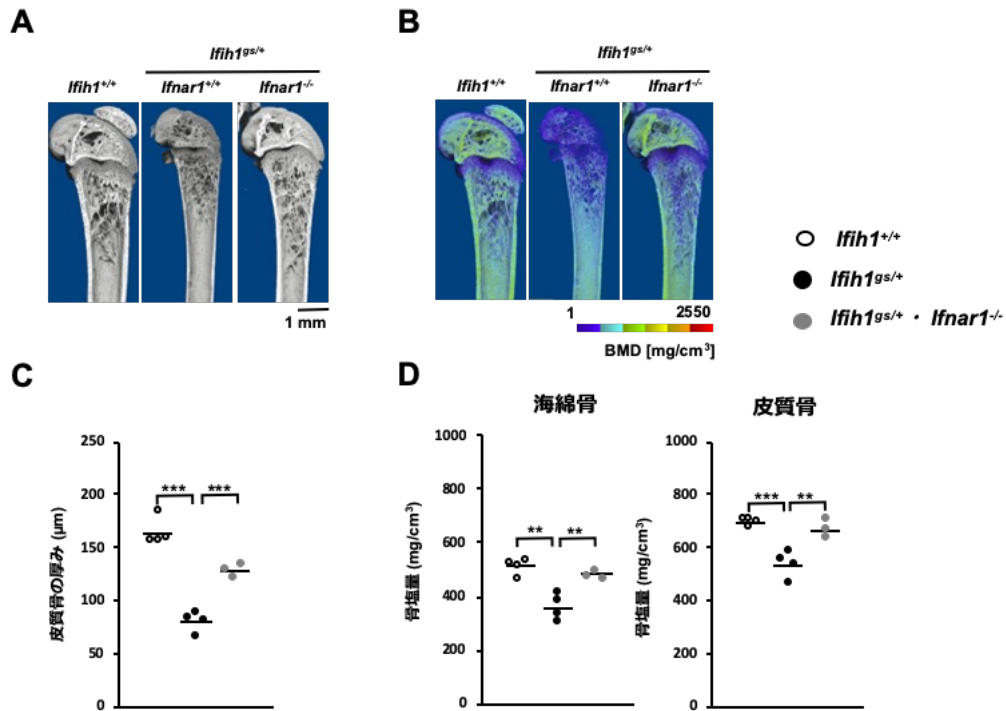 A
Ifih1gs/+
Ifih1+/+
Ifnar1+/+
Ifnar1-/-
1 mm
B
Ifih1gs/+
Ifih1+/+
Ifnar1+/+
Ifnar1-/-
1
2550
BMD [mg/cm3]
Ifih1+/+
Ifih1gs/+
Ifih1gs/+ ・ Ifnar1-/-
C
皮質骨の厚み (μm)
250
200
150
100
50
0
***
***
D
海綿骨
骨塩量 (mg/cm3)
1000
800
600
400
200
0
**
**
皮質骨
骨塩量 (mg/cm3)
1000
800
600
400
200
0
***
**